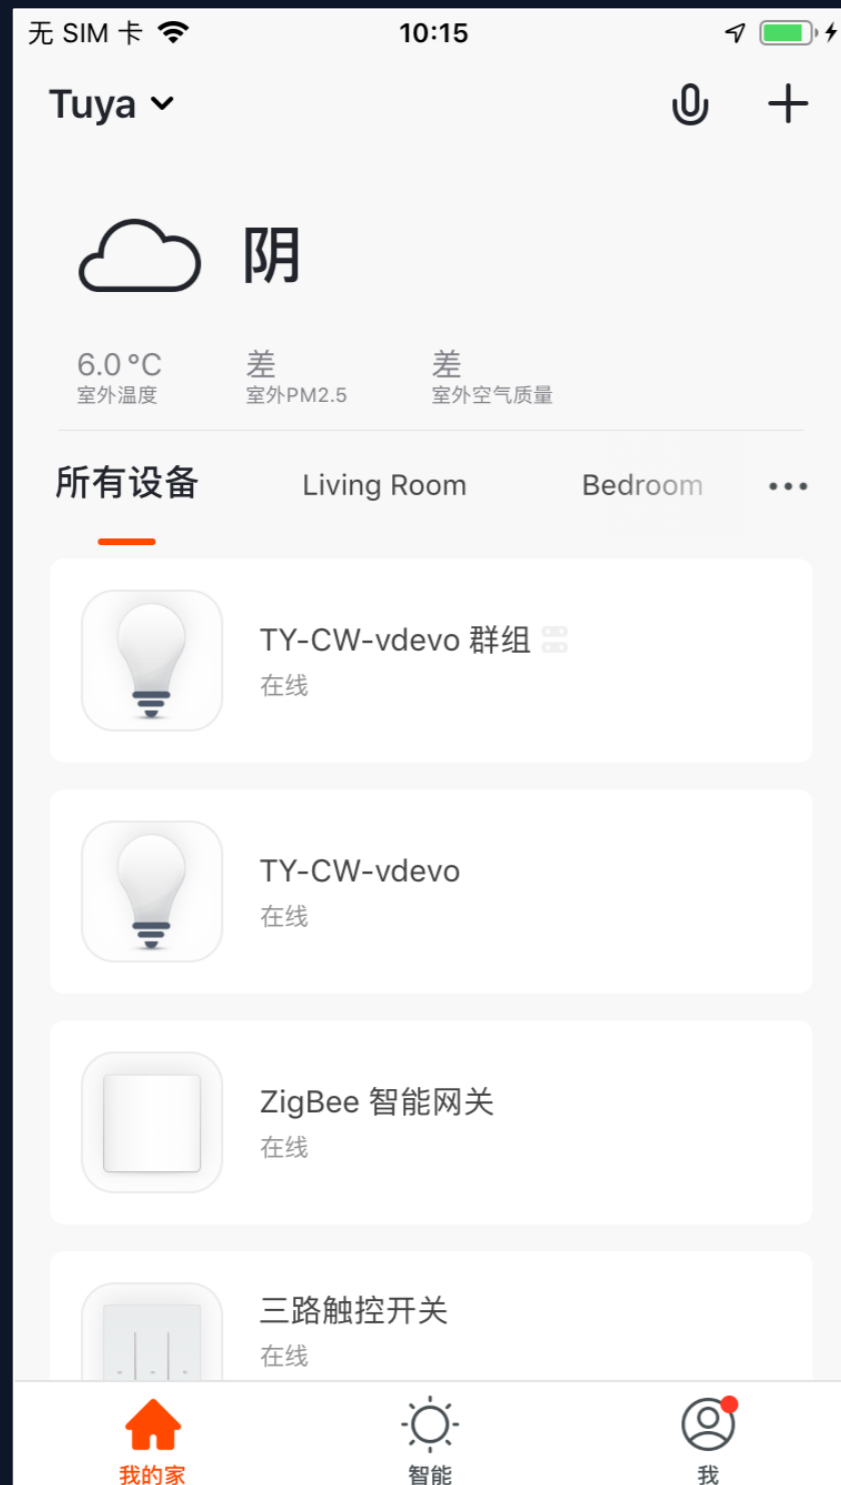 无 SIM 卡 10:15
Tuya
阴
6.0 °C 差 差
室外温度 室外PM2.5 室外空气质量
所有设备 Living Room Bedroom
TY-CW-vdevo 群组
在线
TY-CW-vdevo
在线
ZigBee 智能网关
在线
三路触控开关
在线
我的家 智能 我